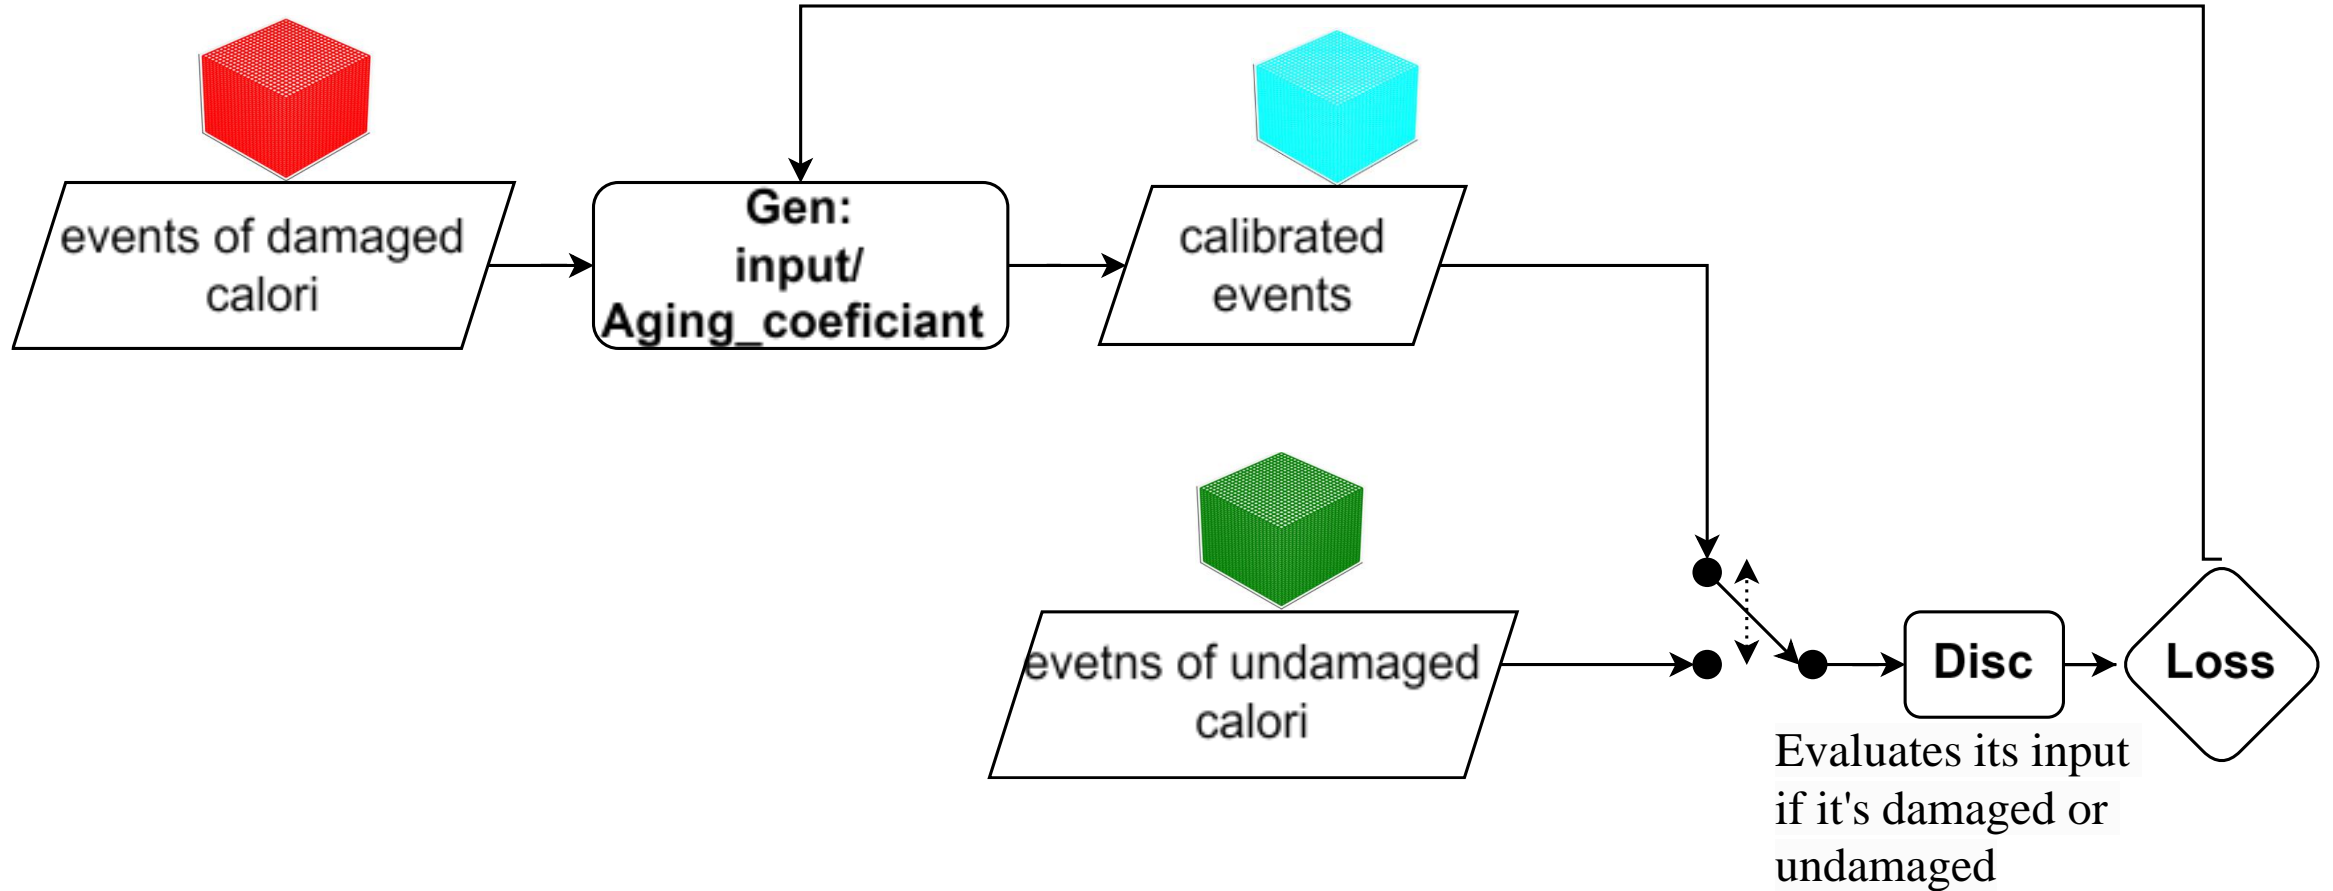 events of damaged
calori
Gen:
input/
Aging_coeficiant
calibrated
events
evetns of undamaged
calori
Disc
Loss
Evaluates its input
if it's damaged or
undamaged